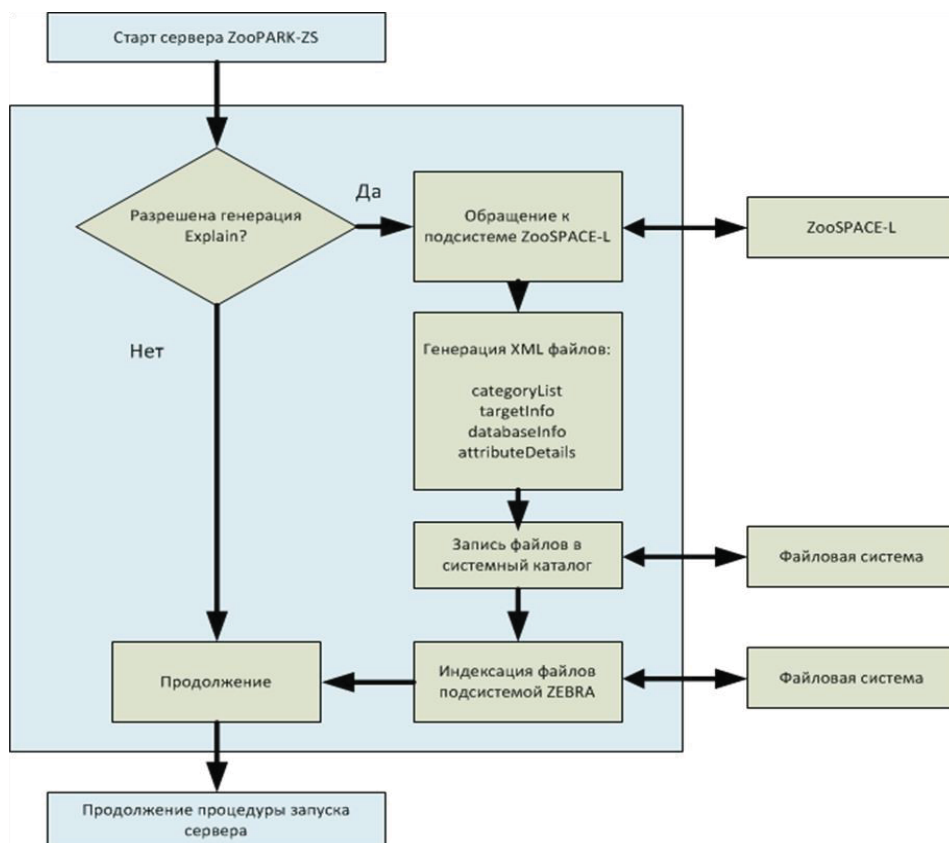 Старт сервера ZooPARK-ZS
Разрешена генерация
Explain?
Да
Обращение к
подсистеме ZooSPACE-L
ZooSPACE-L
Нет
Генерация XML файлов:
categoryList
targetInfo
databaseInfo
attributeDetails
Запись файлов в
системный каталог
Файловая система
Продолжение
Индексация файлов
подсистемой ZEBRA
Файловая система
Продолжение процедуры запуска
сервера